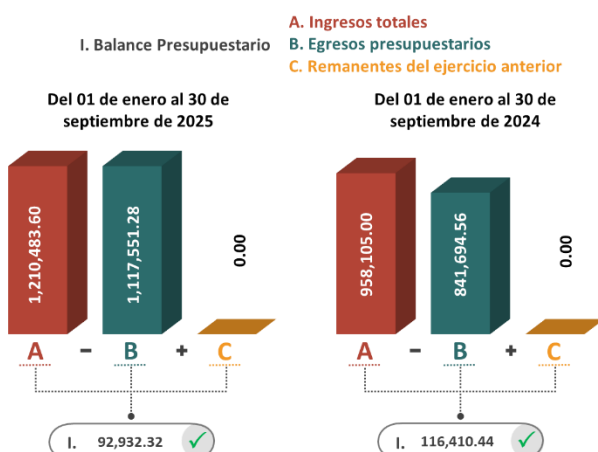 A. Ingresos totales
I. Balance Presupuestario
B. Egresos presupuestarios
C. Remanentes del ejercicio anterior
Del 01 de enero al 30 de
septiembre de 2025
1,210,483.60
1,117,551.28
0.00
A - B + C
I. 92,932.32 ✓
Del 01 de enero al 30 de
septiembre de 2024
958,105.00
841,694.56
0.00
A - B + C
I. 116,410.44 ✓